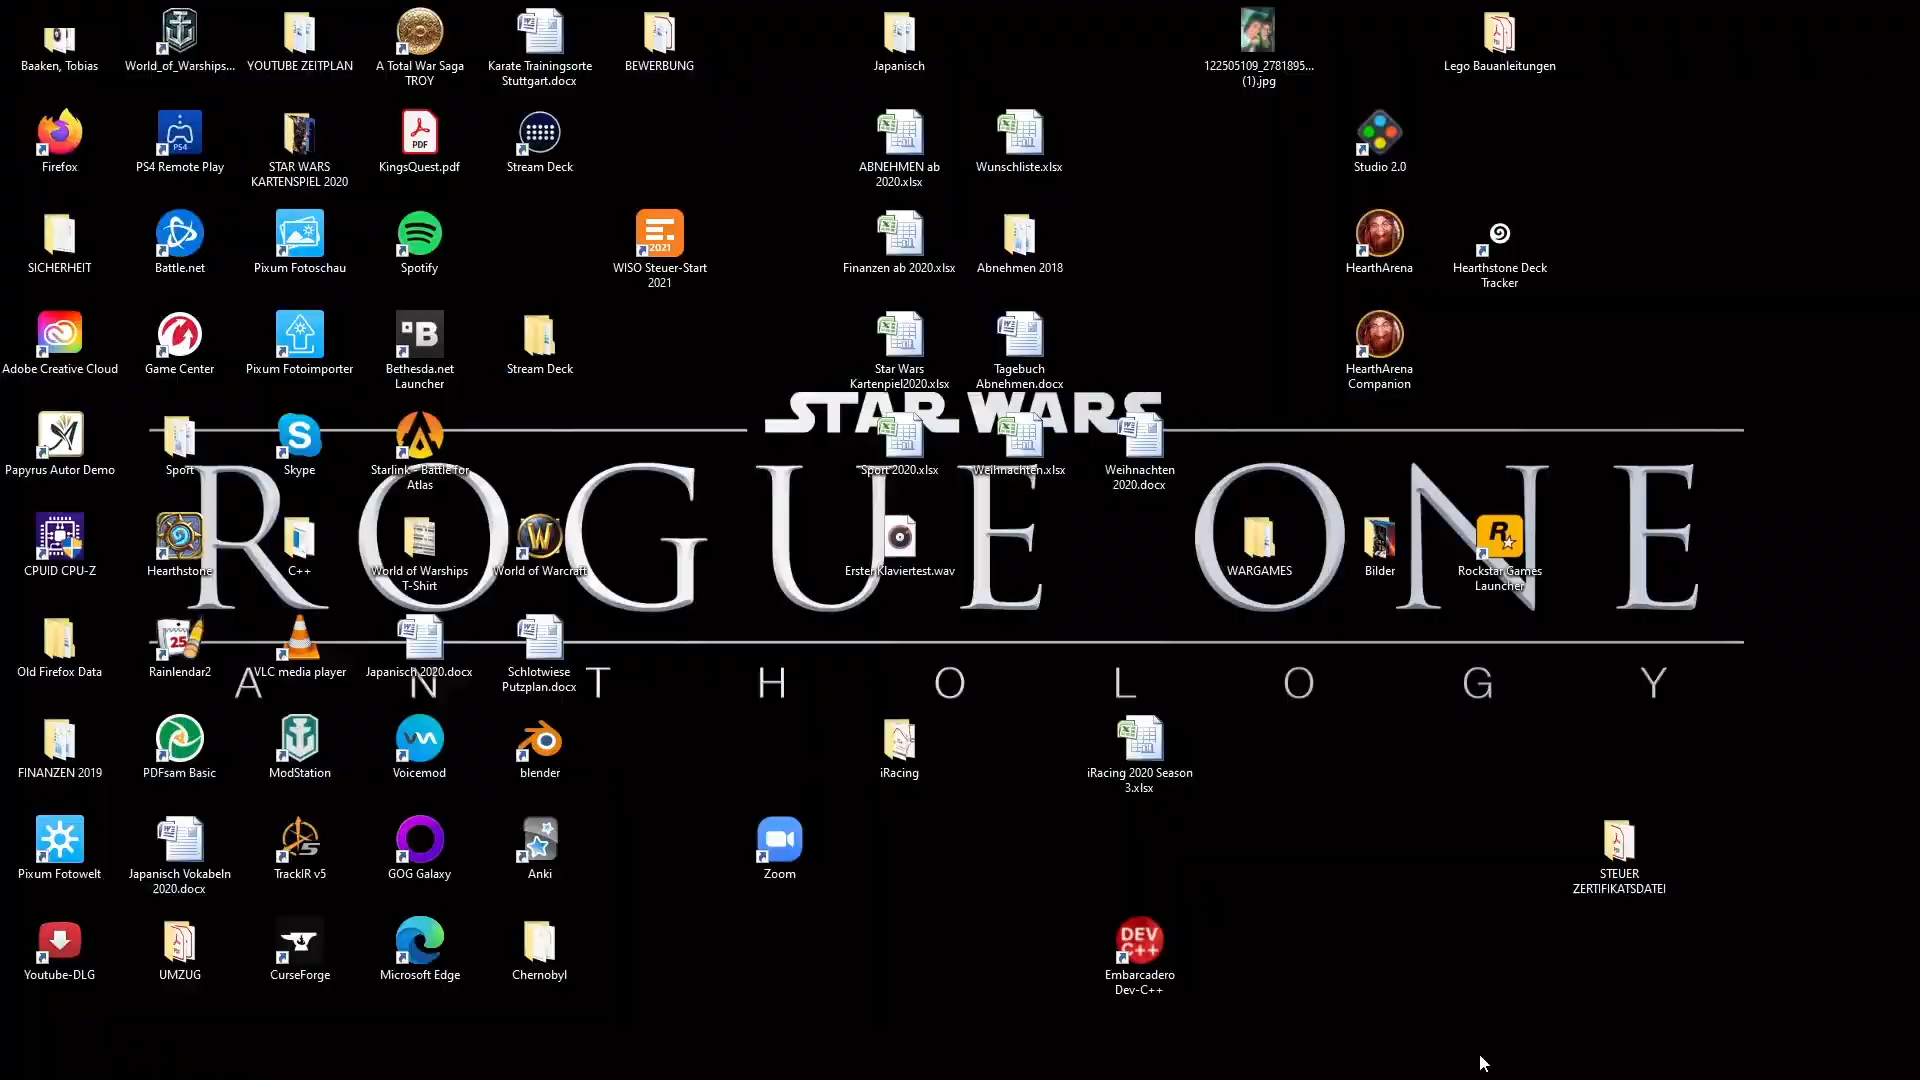 Baaken, Tobias
World_of_Warships...
YOUTUBE ZEITPLAN
A Total War Saga
TROY
Karate Trainingsorte
Stuttgart.docx
BEWERBUNG
Japanisch
122505109_2781895...
(1).jpg
Lego Bauanleitungen
Firefox
PS4
PS4 Remote Play
STAR WARS
KARTENSPIEL 2020
PDF
KingsQuest.pdf
Stream Deck
ABNEHMEN ab
2020.xlsx
Wunschliste.xlsx
Studio 2.0
SICHERHEIT
Battle.net
Pixum Fotoschau
Spotify
2021
WISO Steuer-Start
2021
Finanzen ab 2020.xlsx
Abnehmen 2018
HearthArena
Hearthstone Deck
Tracker
Adobe Creative Cloud
Game Center
Pixum Fotoimporter
B
Bethesda.net
Launcher
Stream Deck
Star Wars
Kartenpiel2020.xlsx
Tagebuch
Abnehmen.docx
HearthArena
Companion
STAR WARS
Papyrus Autor Demo
Sport
S
Skype
Starlink - Battle for
Atlas
Sport 2020.xlsx
Weihnachten.xlsx
Weihnachten
2020.docx
ROGUE ONE
CPUID CPU-Z
Hearthstone
C++
World of Warships
T-Shirt
W
World of Warcraft
Erster Klaviertest.wav
WARGAMES
Bilder
R
Rockstar Games
Launcher
Old Firefox Data
25
Rainlendar2
VLC media player
Japanisch 2020.docx
Schlotwiese
Putzplan.docx
ANTHOLOGY
FINANZEN 2019
PDFsam Basic
ModStation
Voicemod
blender
iRacing
iRacing 2020 Season
3.xlsx
Pixum Fotowelt
Japanisch Vokabeln
2020.docx
5
TrackIR v5
GOG Galaxy
Anki
Zoom
STEUER
ZERTIFIKATSDATEI
Youtube-DLG
UMZUG
CurseForge
Microsoft Edge
Chernobyl
DEV
C++
Embarcadero
Dev-C++